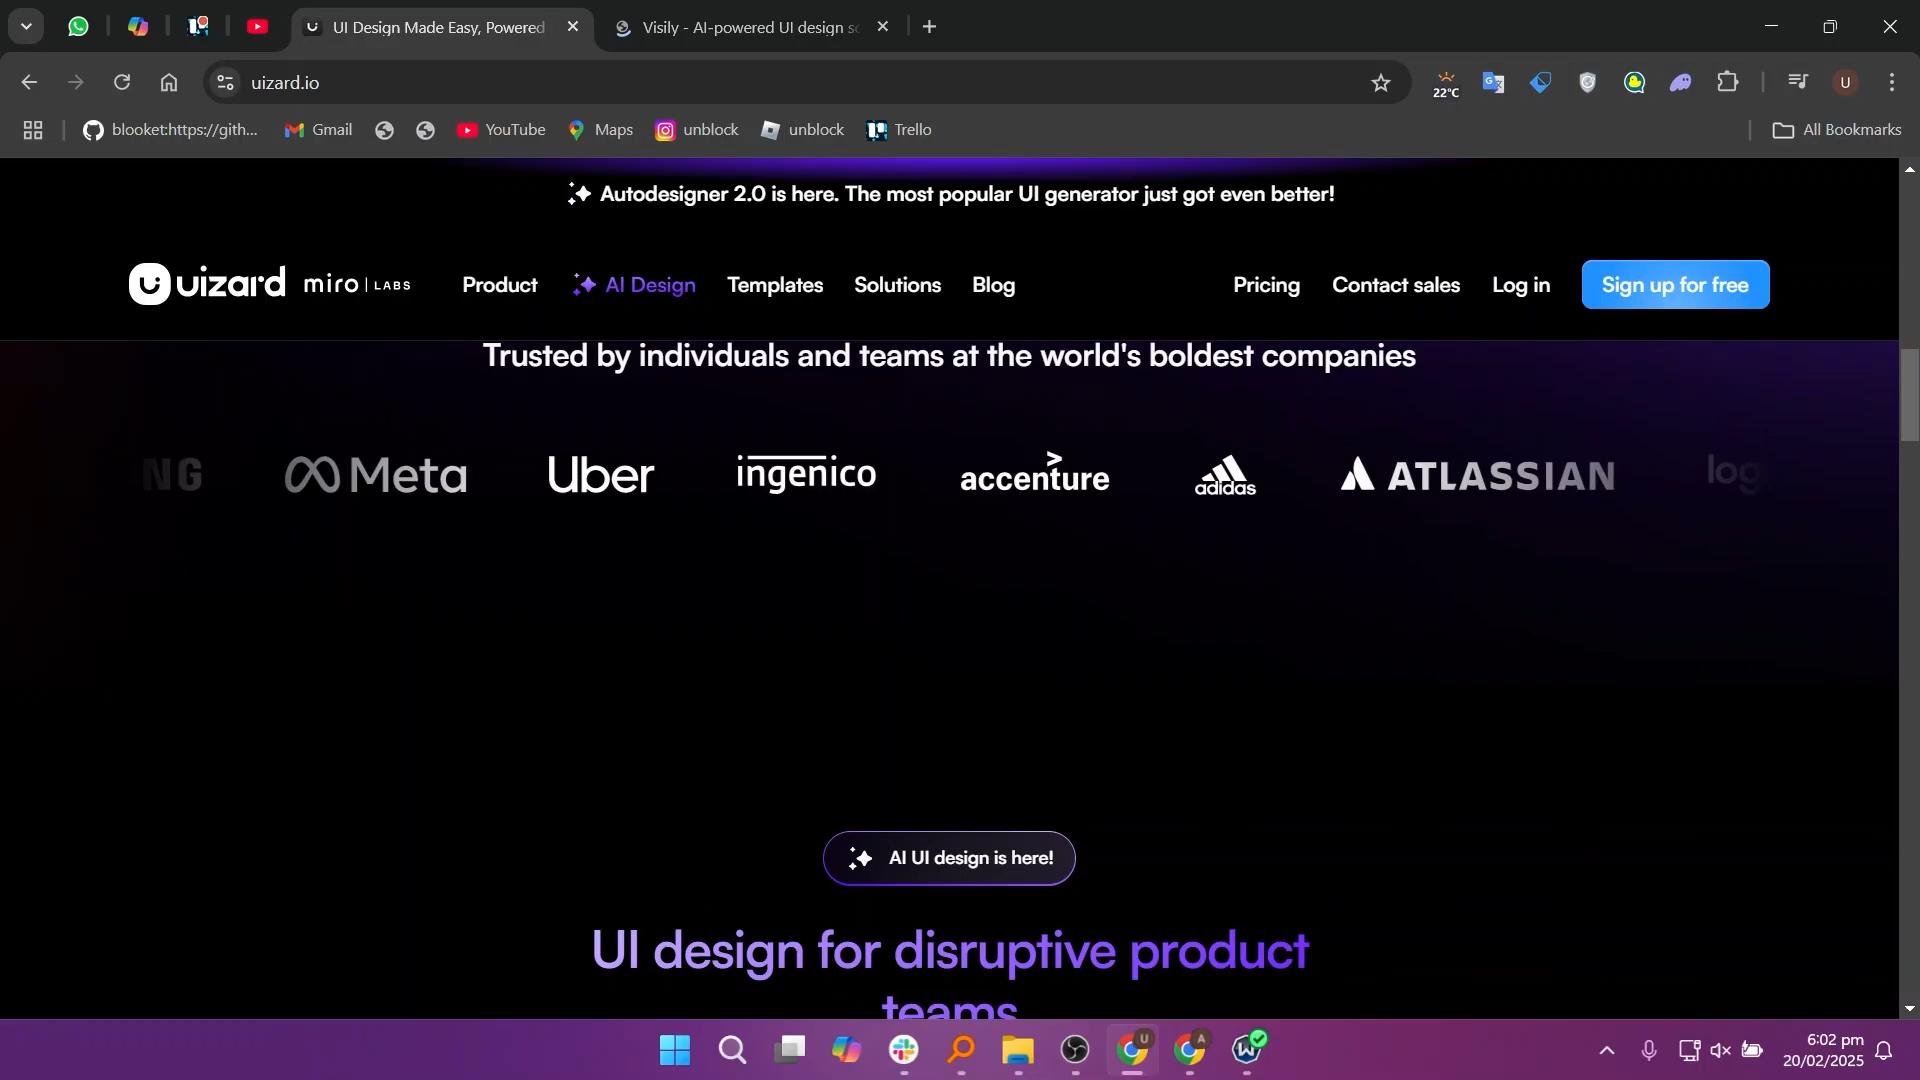 UI Design Made Easy, Powered
Visily - AI-powered UI design so
uizard.io
22°C
U
blooket:https://gith...
Gmail
YouTube
Maps
unblock
unblock
Trello
All Bookmarks
Autodesigner 2.0 is here. The most popular UI generator just got even better!
uizard miro | LABS
Product
AI Design
Templates
Solutions
Blog
Pricing
Contact sales
Log in
Sign up for free
Trusted by individuals and teams at the world's boldest companies
NG
Meta
Uber
ingenico
accenture
adidas
ATLASSIAN
log
AI UI design is here!
UI design for disruptive product
teams
U
A
6:02 pm
20/02/2025